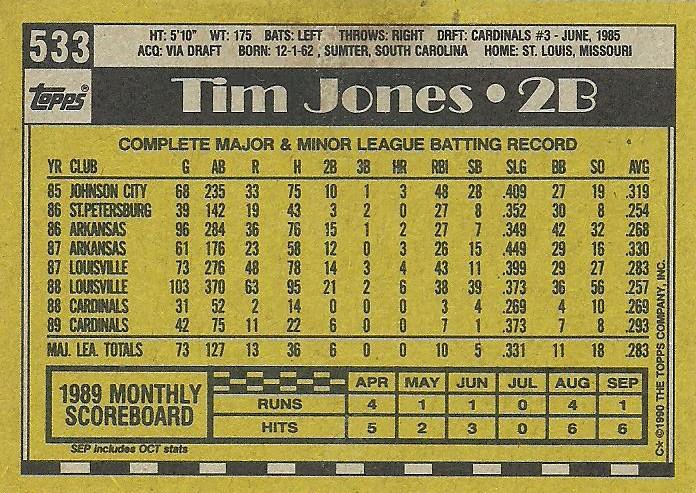 533
HT: 5'10" WT: 175 BATS: LEFT THROWS: RIGHT DRFT: CARDINALS #3 - JUNE, 1985
ACQ: VIA DRAFT BORN: 12-1-62 , SUMTER, SOUTH CAROLINA HOME: ST. LOUIS, MISSOURI
TOPPS®
Tim Jones • 2B
COMPLETE MAJOR & MINOR LEAGUE BATTING RECORD
YR CLUB G AB R H 2B 3B HR RBI SB SLG BB SO AVG
85 JOHNSON CITY 68 235 33 75 10 1 3 48 28 .409 27 19 .319
86 ST.PETERSBURG 39 142 19 43 3 2 0 27 8 .352 30 8 .254
86 ARKANSAS 96 284 36 76 15 1 2 27 7 .349 42 32 .268
87 ARKANSAS 61 176 23 58 12 0 3 26 15 .449 29 16 .330
87 LOUISVILLE 73 276 48 78 14 3 4 43 11 .399 29 27 .283
88 LOUISVILLE 103 370 63 95 21 2 6 38 39 .373 36 56 .257
88 CARDINALS 31 52 2 14 0 0 0 3 4 .269 4 10 .269
89 CARDINALS 42 75 11 22 6 0 0 7 1 .373 7 8 .293
MAJ. LEA. TOTALS 73 127 13 36 6 0 0 10 5 .331 11 18 .283
1989 MONTHLY SCOREBOARD
APR MAY JUN JUL AUG SEP
RUNS 4 1 1 0 4 1
HITS 5 2 3 0 6 6
SEP includes OCT stats
C* ©1990 THE TOPPS COMPANY, INC.